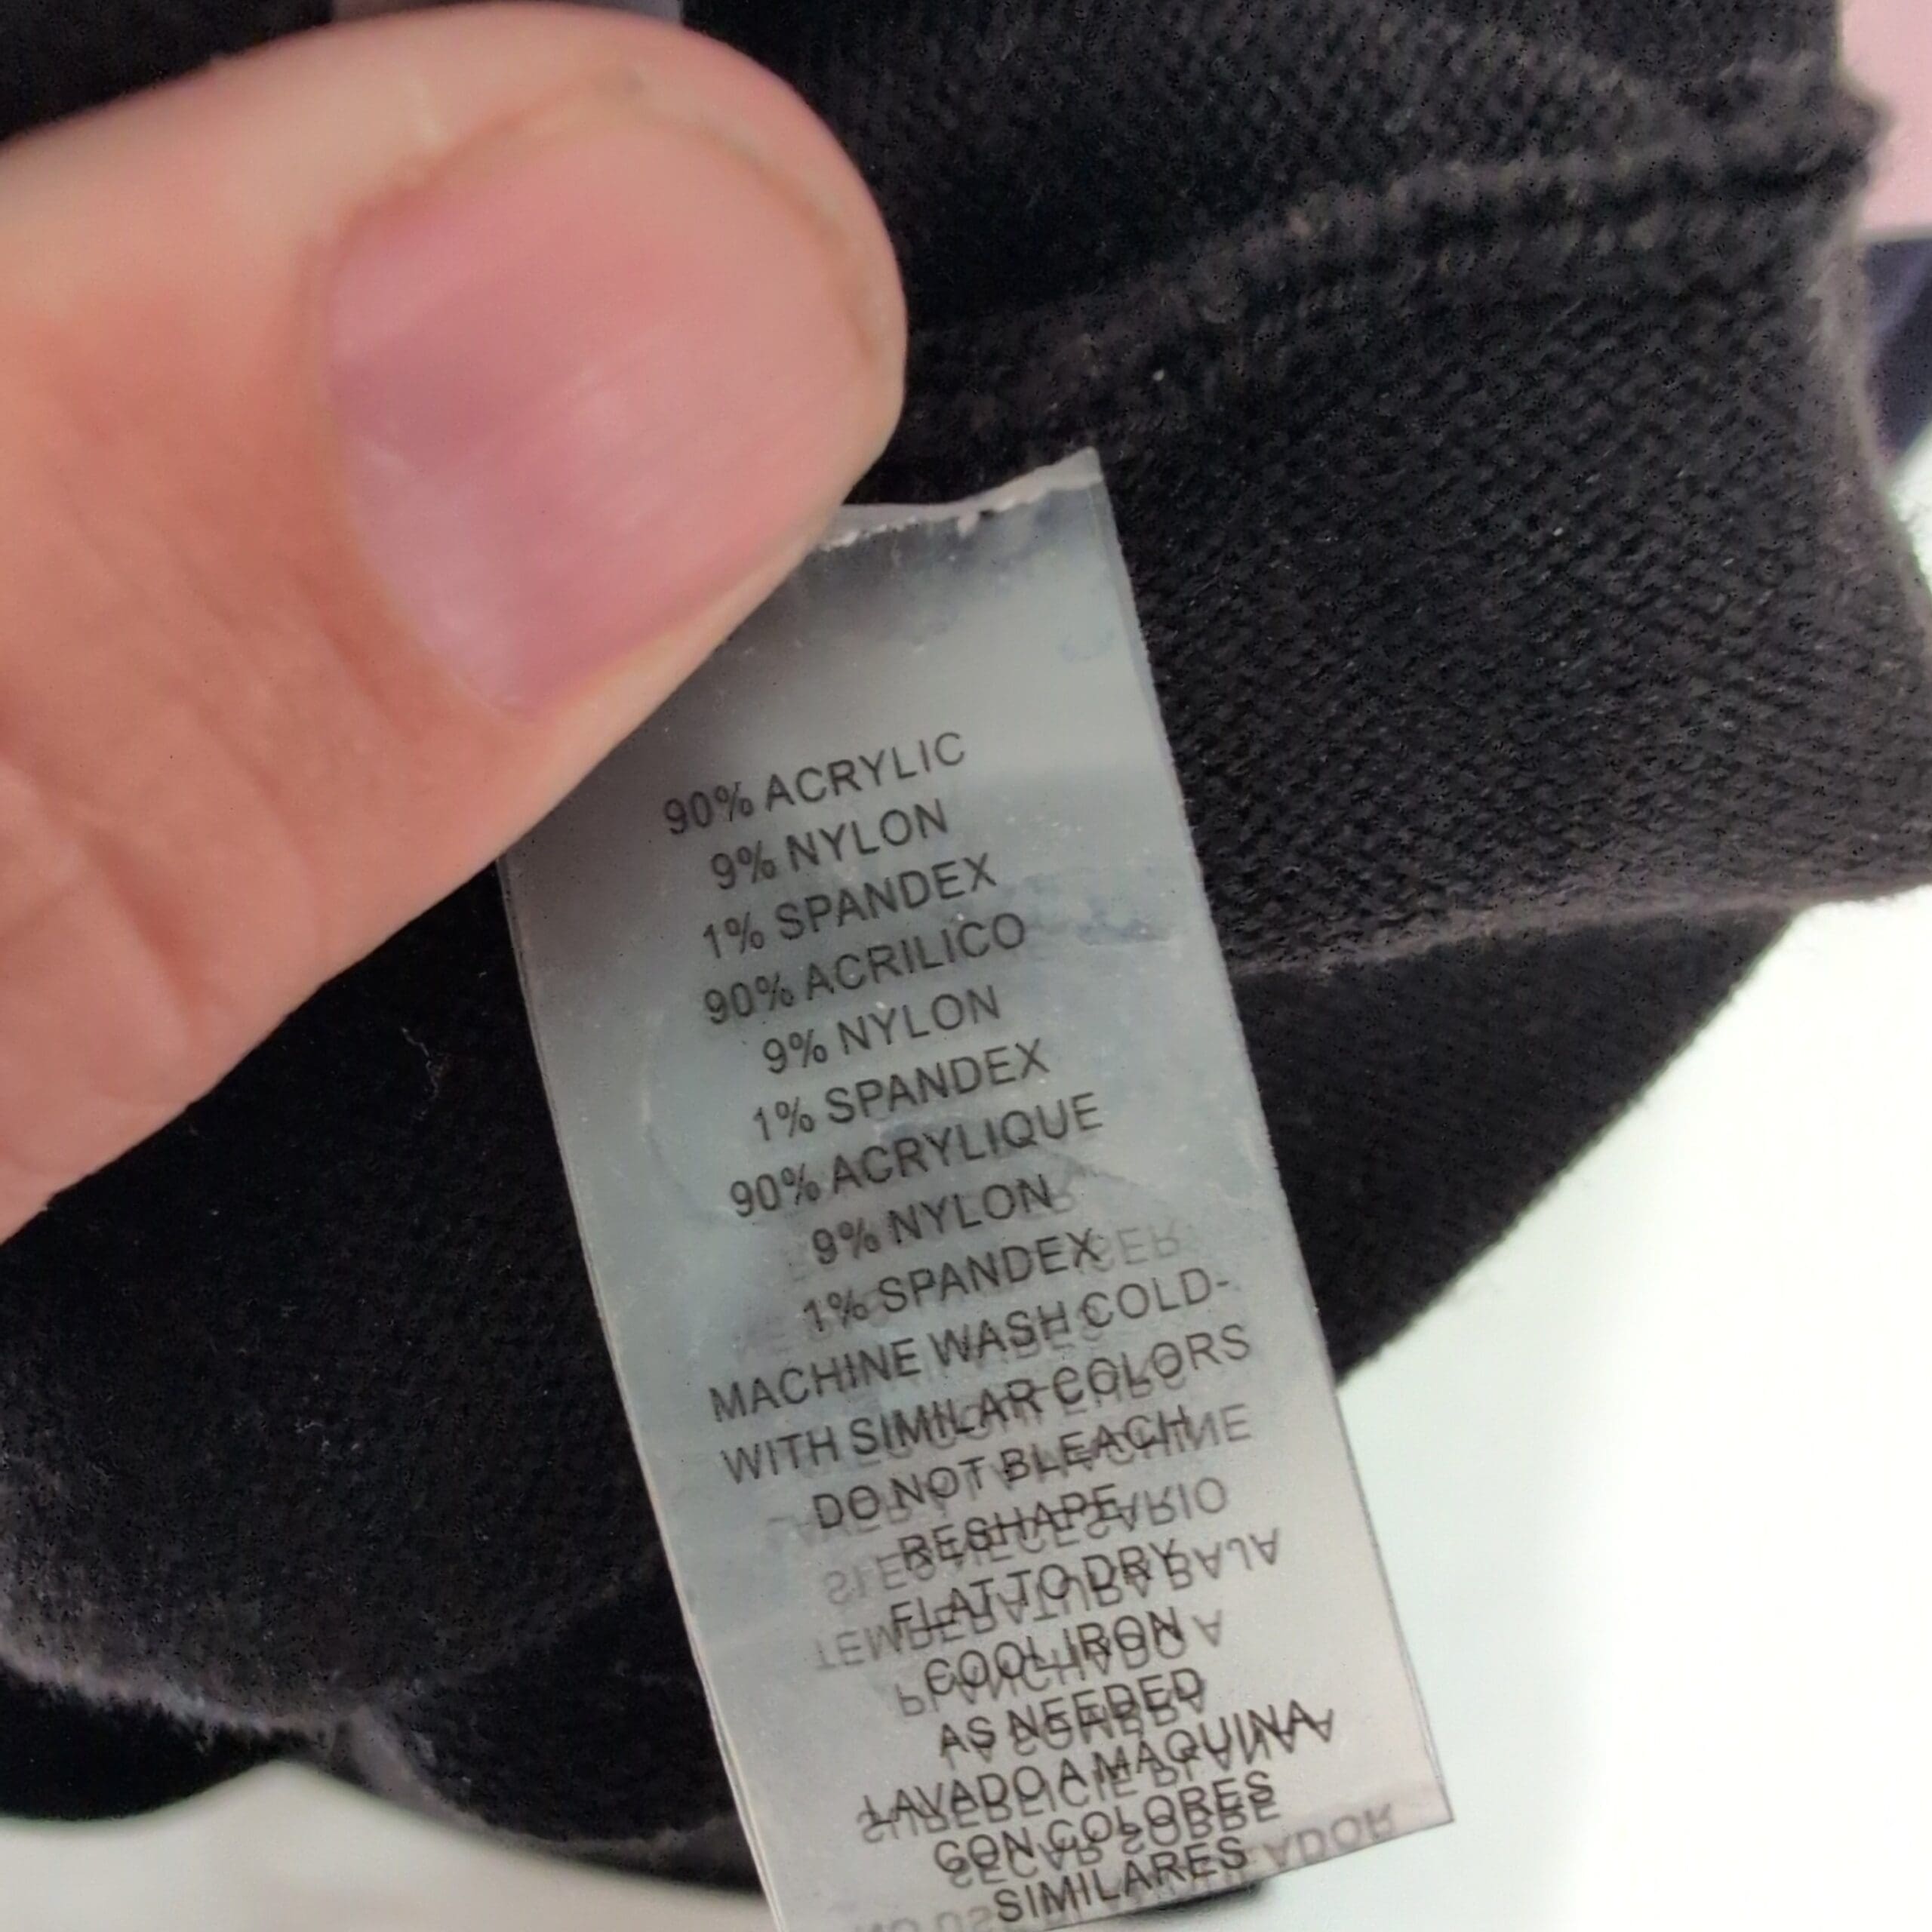 90% ACRYLIC
9% NYLON
1% SPANDEX
90% ACRILICO
9% NYLON
1% SPANDEX
90% ACRYLIQUE
9% NYLON
1% SPANDEX
MACHINE WASH COLD-
WITH SIMILAR COLORS
DO NOT BLEACH
RESHAPE
FLAT TO DRY
COOL IRON
AS NEEDED
LAVADO A MAQUINA
CON COLORES
SIMILARES